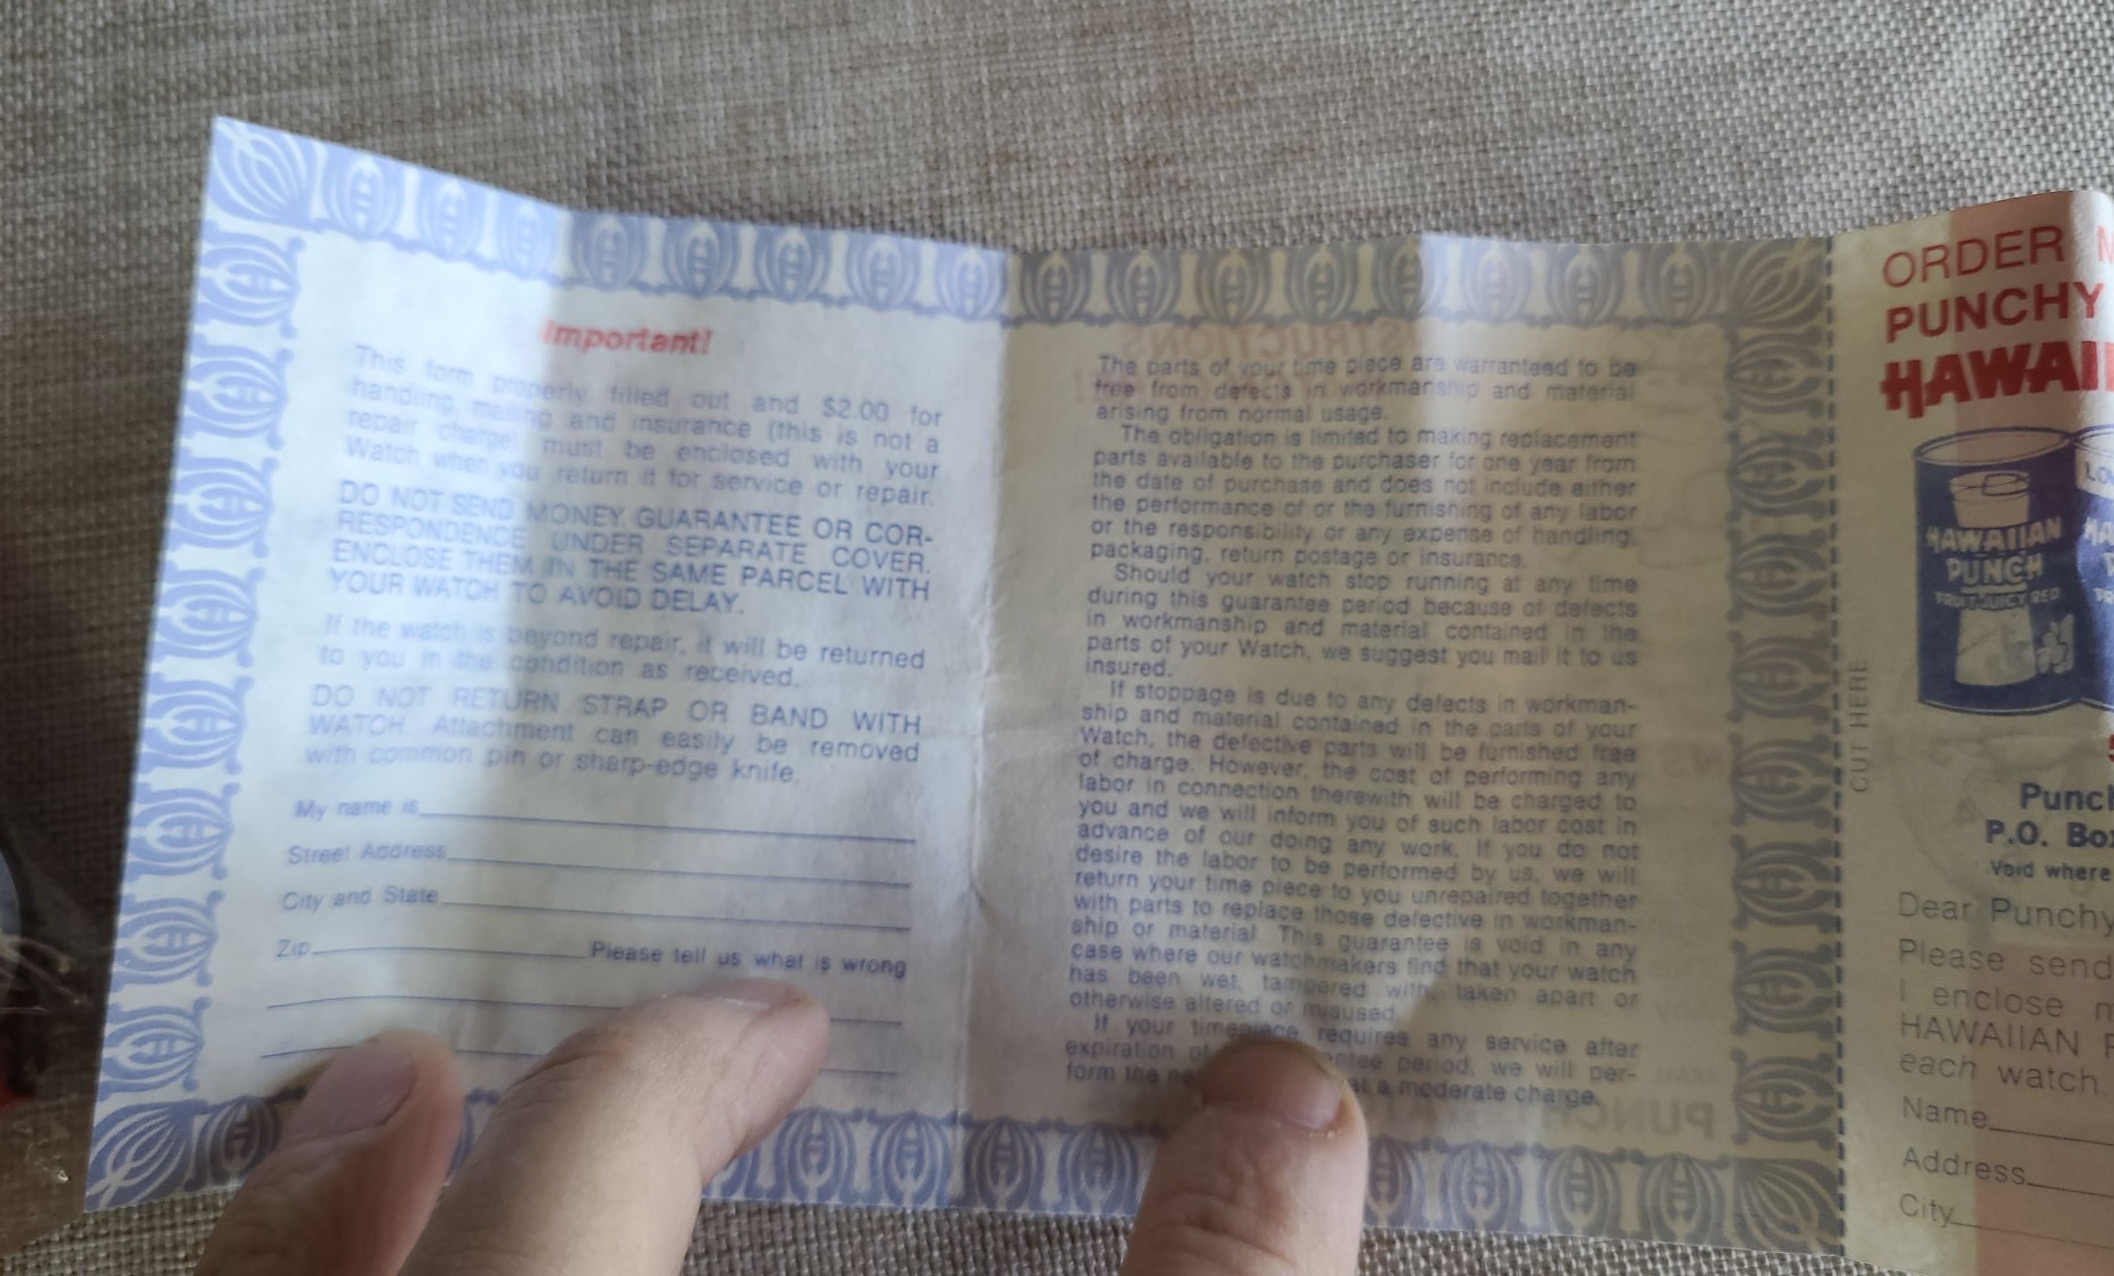 Important!
This form properly filled out and $2.00 for
handling, mailing and insurance (this is not a
repair charge) must be enclosed with your
Watch when you return it for service or repair.
DO NOT SEND MONEY, GUARANTEE OR COR-
RESPONDENCE UNDER SEPARATE COVER.
ENCLOSE THEM IN THE SAME PARCEL WITH
YOUR WATCH TO AVOID DELAY.
If the watch is beyond repair, it will be returned
to you in the condition as received.
DO NOT RETURN STRAP OR BAND WITH
WATCH. Attachment can easily be removed
with common pin or sharp-edge knife.
My name is
Street Address
City and State
Zip Please tell us what is wrong
The parts of your time piece are warranteed to be
free from defects in workmanship and material
arising from normal usage.
The obligation is limited to making replacement
parts available to the purchaser for one year from
the date of purchase and does not include either
the performance of or the furnishing of any labor
or the responsibility or any expense of handling,
packaging, return postage or insurance.
Should your watch stop running at any time
during this guarantee period because of defects
in workmanship and material contained in the
parts of your Watch, we suggest you mail it to us
insured.
If stoppage is due to any defects in workman-
ship and material contained in the parts of your
Watch, the defective parts will be furnished free
of charge. However, the cost of performing any
labor in connection therewith will be charged to
you and we will inform you of such labor cost in
advance of our doing any work. If you do not
desire the labor to be performed by us, we will
return your time piece to you unrepaired together
with parts to replace those defective in workman-
ship or material. This guarantee is void in any
case where our watchmakers find that your watch
has been wet, tampered with, taken apart or
otherwise altered or misused.
If your timepiece requires any service after
expiration period, we will per-
form the a moderate charge.
CUT HERE
ORDER
PUNCHY
HAWAII
HAWAIIAN
PUNCH
FRUIT JUICY RED
P.O. Box
Void where
Dear Punchy
Please send
I enclose
HAWAIIAN
each watch.
Name
Address
City